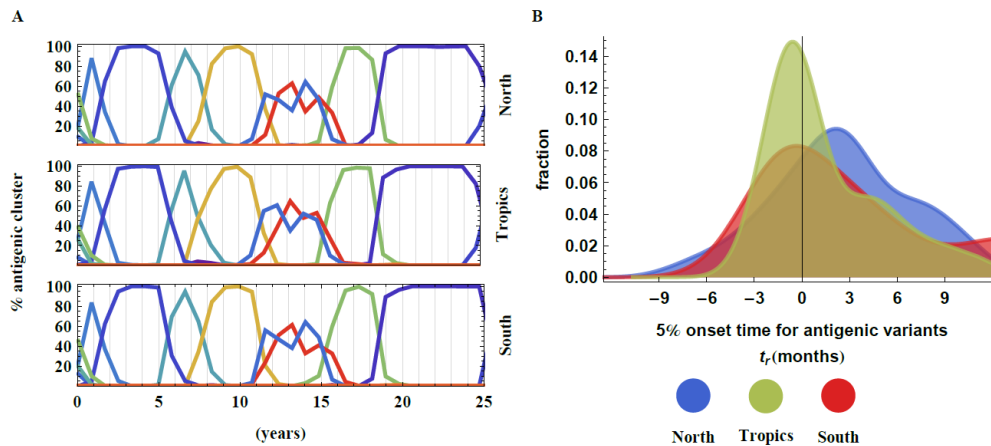 A
B
100
80
60
40
20
North
100
80
60
40
20
Tropics
100
80
60
40
20
South
% antigenic cluster
0 5 10 15 20 25
(years)
0.14
0.12
0.10
0.08
0.06
0.04
0.02
0.00
fraction
−9 −6 −3 0 3 6 9
5% onset time for antigenic variants
tr(months)
North Tropics South